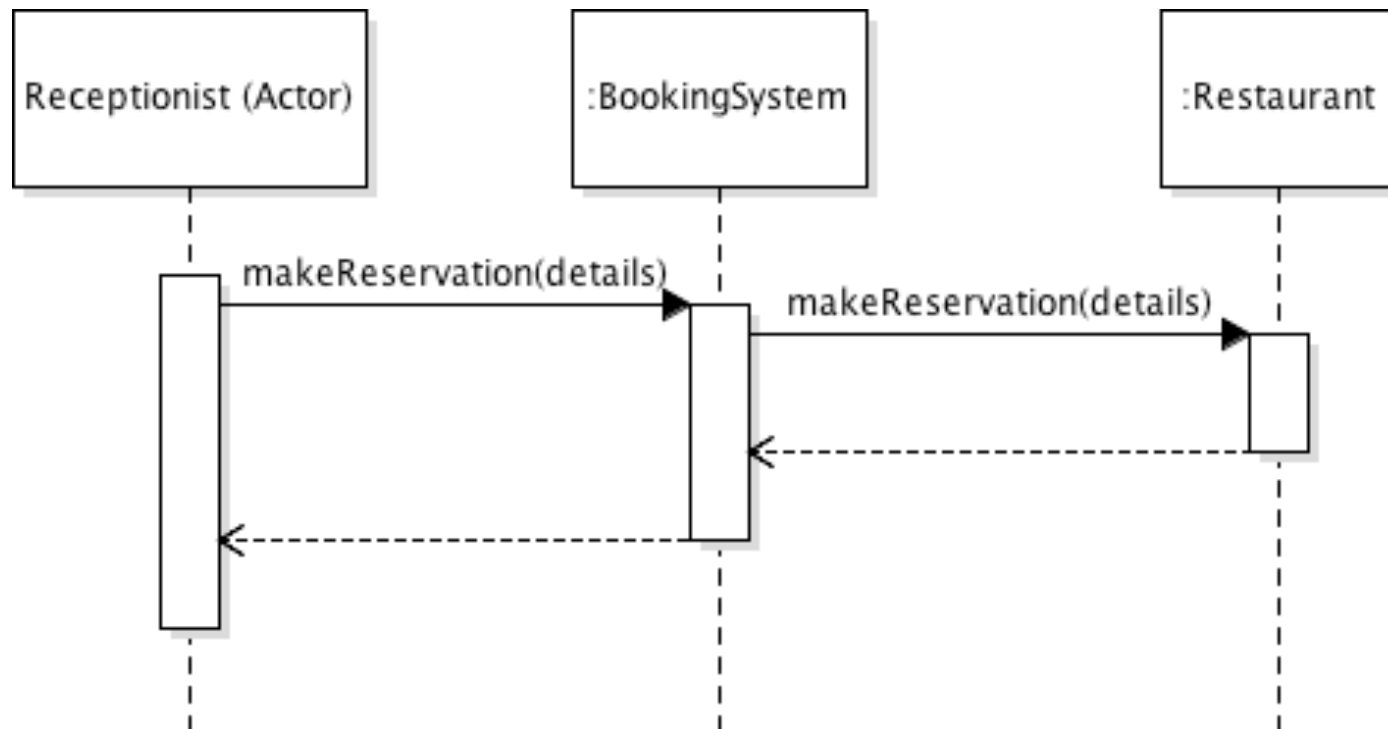 Receptionist (Actor)
:BookingSystem
:Restaurant
makeReservation(details)
makeReservation(details)